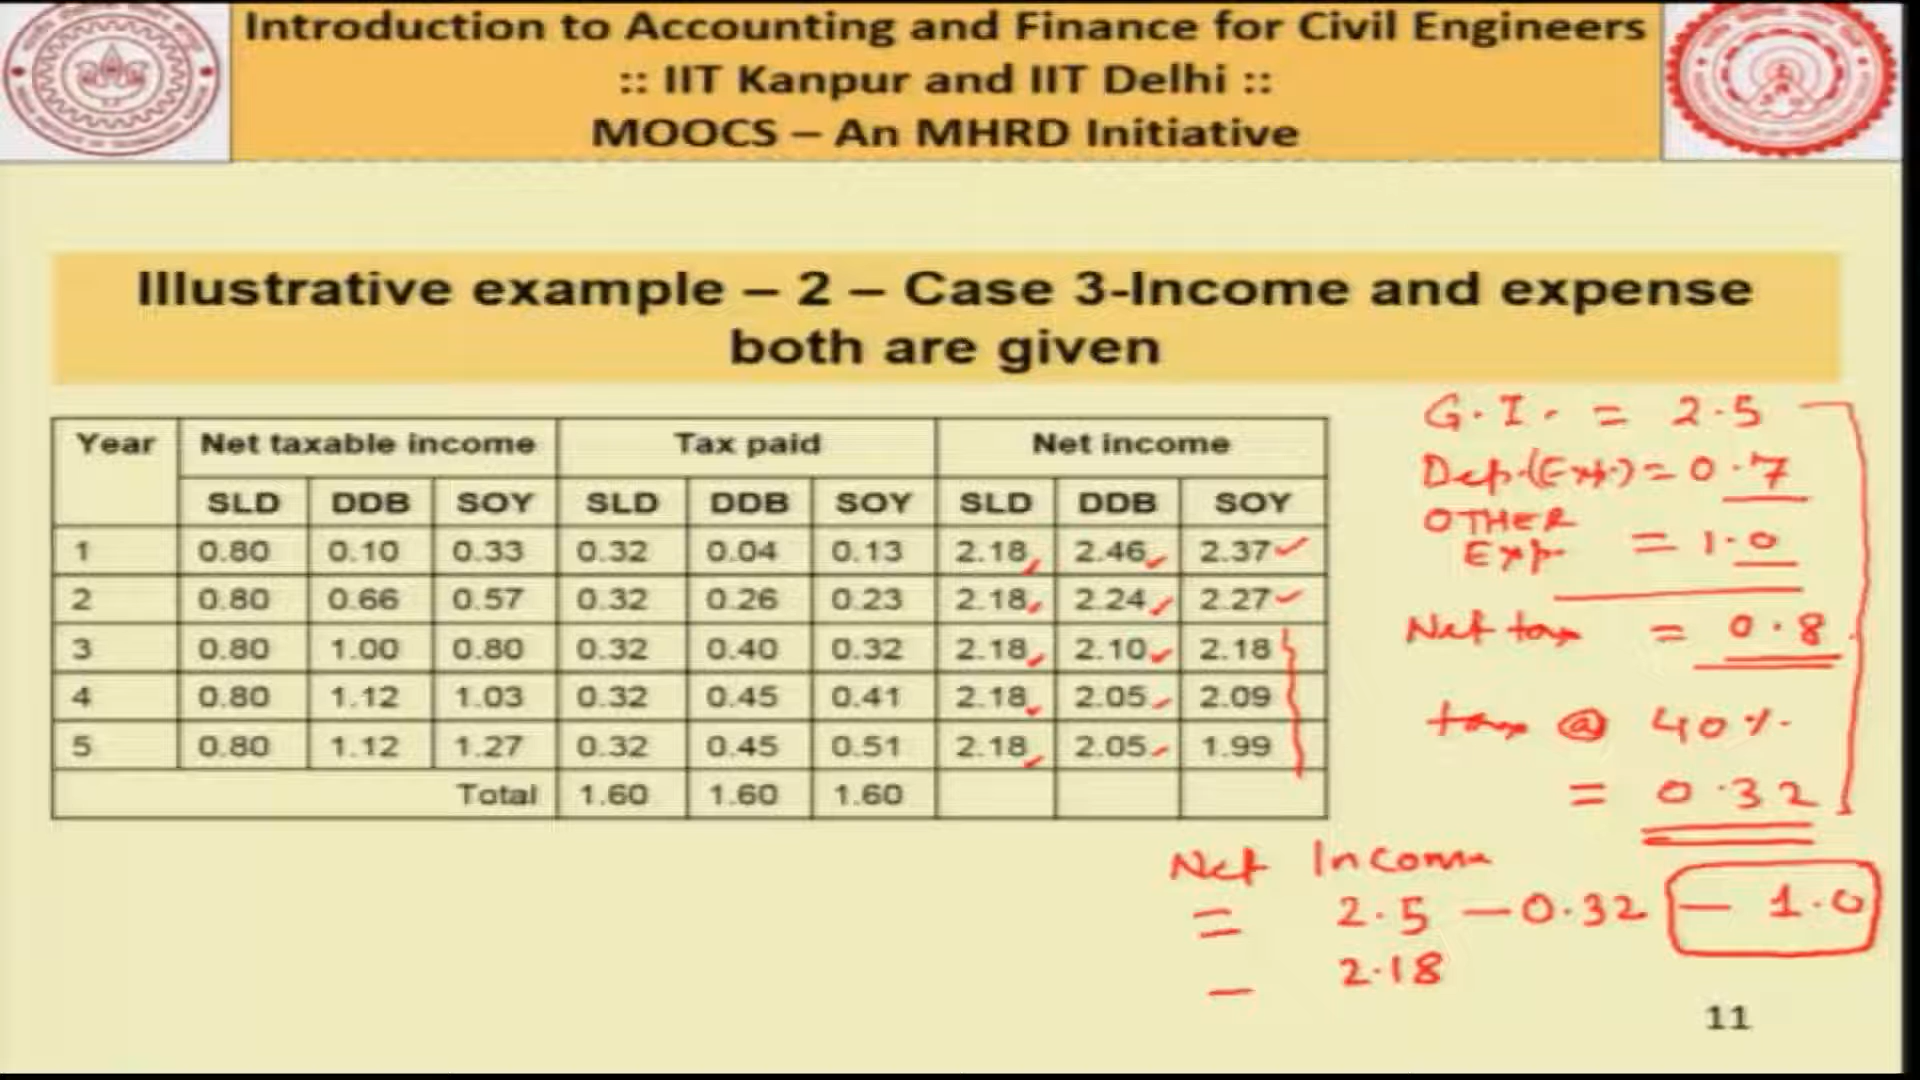 Introduction to Accounting and Finance for Civil Engineers
:: IIT Kanpur and IIT Delhi ::
MOOCS – An MHRD Initiative
Illustrative example – 2 – Case 3-Income and expense
both are given
Year Net taxable income Tax paid Net income
SLD DDB SOY SLD DDB SOY SLD DDB SOY
1 0.80 0.10 0.33 0.32 0.04 0.13 2.18 2.46 2.37
2 0.80 0.66 0.57 0.32 0.26 0.23 2.18 2.24 2.27
3 0.80 1.00 0.80 0.32 0.40 0.32 2.18 2.10 2.18
4 0.80 1.12 1.03 0.32 0.45 0.41 2.18 2.05 2.09
5 0.80 1.12 1.27 0.32 0.45 0.51 2.18 2.05 1.99
Total 1.60 1.60 1.60
G.I. = 2.5
Dep.(Exp.) = 0.7
OTHER
Exp. = 1.0
Net tax = 0.8
tax @ 40%
= 0.32
Net Income
= 2.5 – 0.32 – 1.0
– 2.18
11